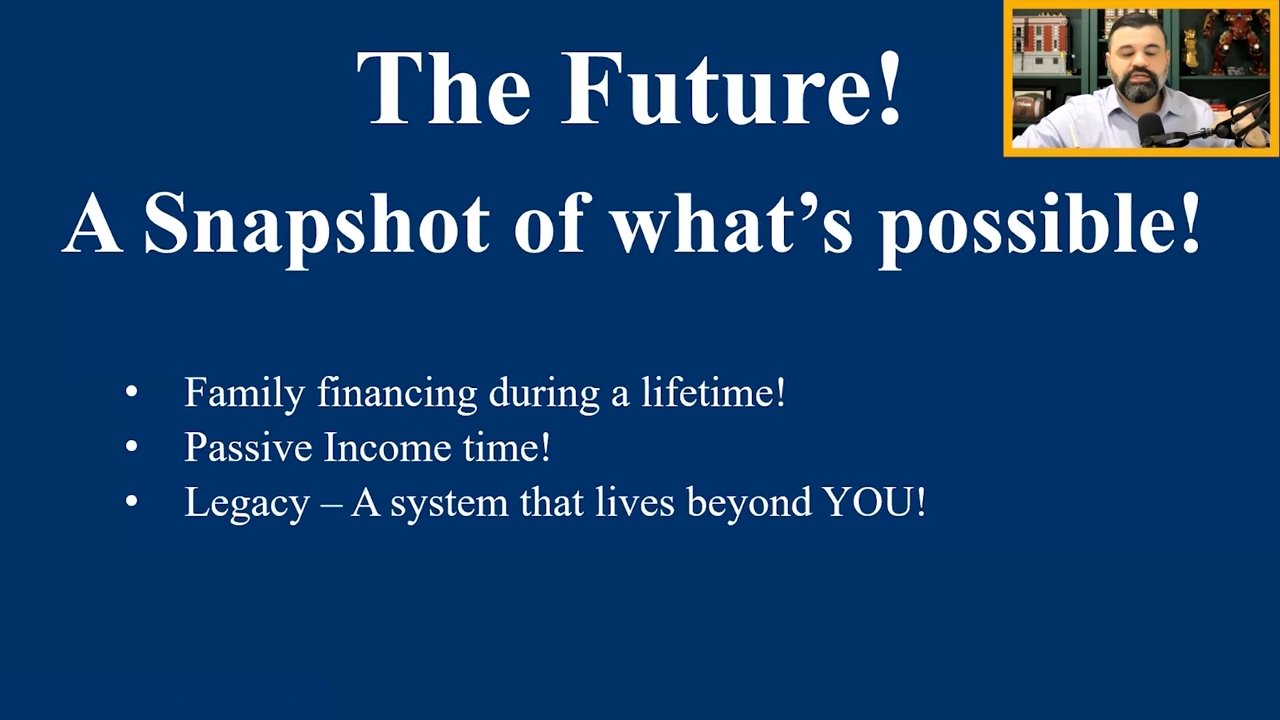 The Future!
A Snapshot of what’s possible!
• Family financing during a lifetime!
• Passive Income time!
• Legacy – A system that lives beyond YOU!